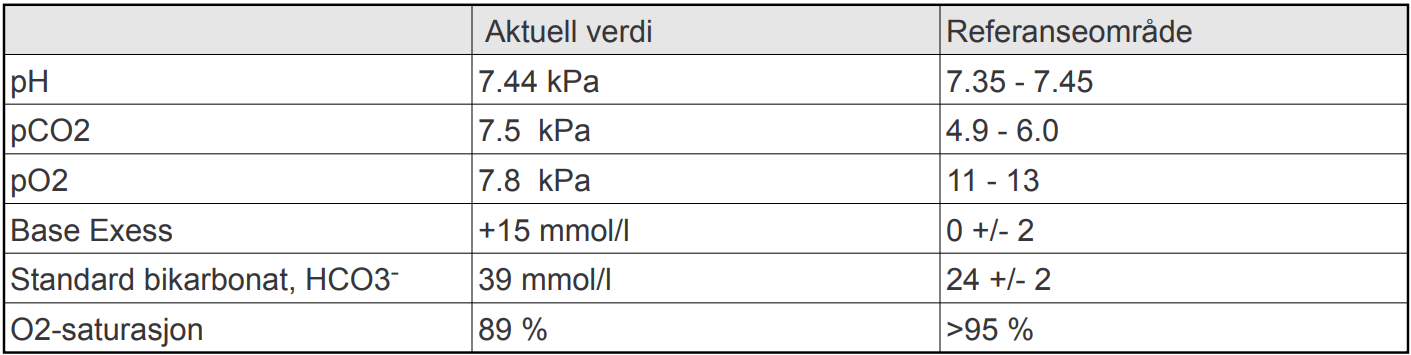 Aktuell verdi Referanseområde
pH 7.44 kPa 7.35 - 7.45
pCO2 7.5 kPa 4.9 - 6.0
pO2 7.8 kPa 11 - 13
Base Exess +15 mmol/l 0 +/- 2
Standard bikarbonat, HCO3⁻ 39 mmol/l 24 +/- 2
O2-saturasjon 89 % >95 %